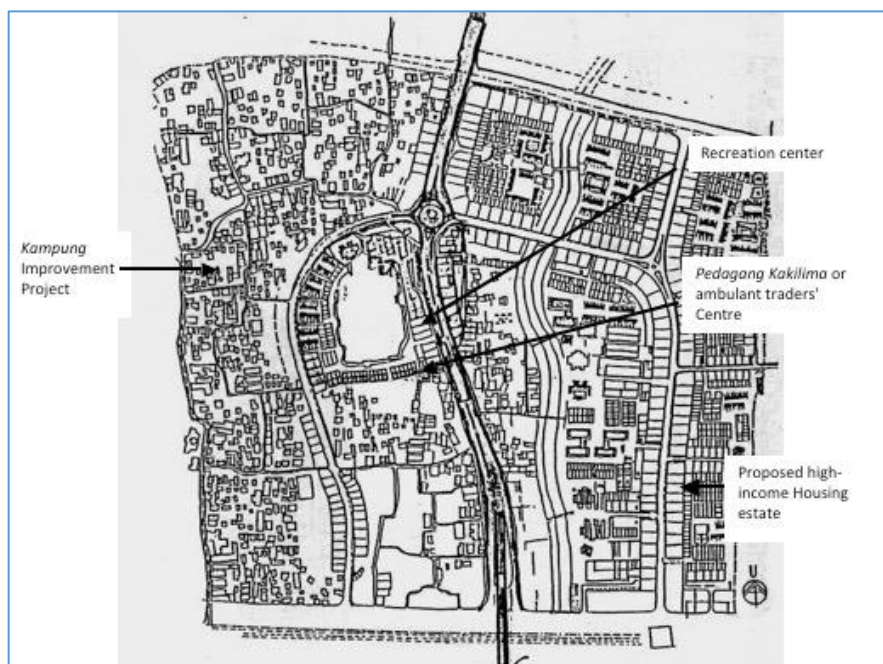 Recreation center
Kampung
Improvement
Project
Pedagang Kakilima or
ambulant traders'
Centre
Proposed high-
income Housing
estate
U